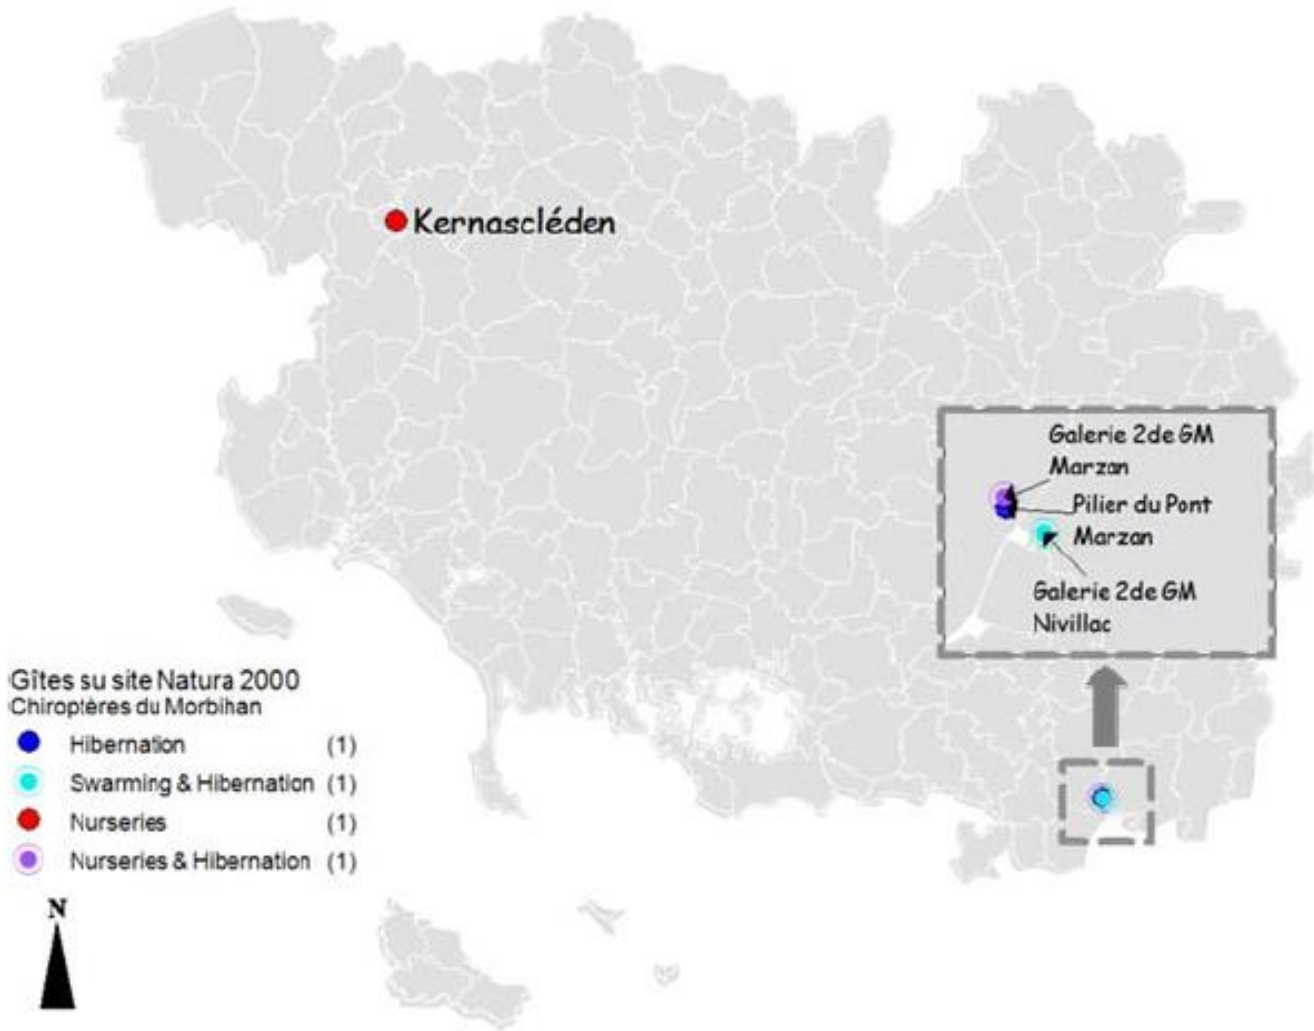 Kernascléden
Galerie 2de GM
Marzan
Pilier du Pont
Marzan
Galerie 2de GM
Nivillac
Gîtes su site Natura 2000
Chiroptères du Morbihan
Hibernation (1)
Swarming & Hibernation (1)
Nurseries (1)
Nurseries & Hibernation (1)
N